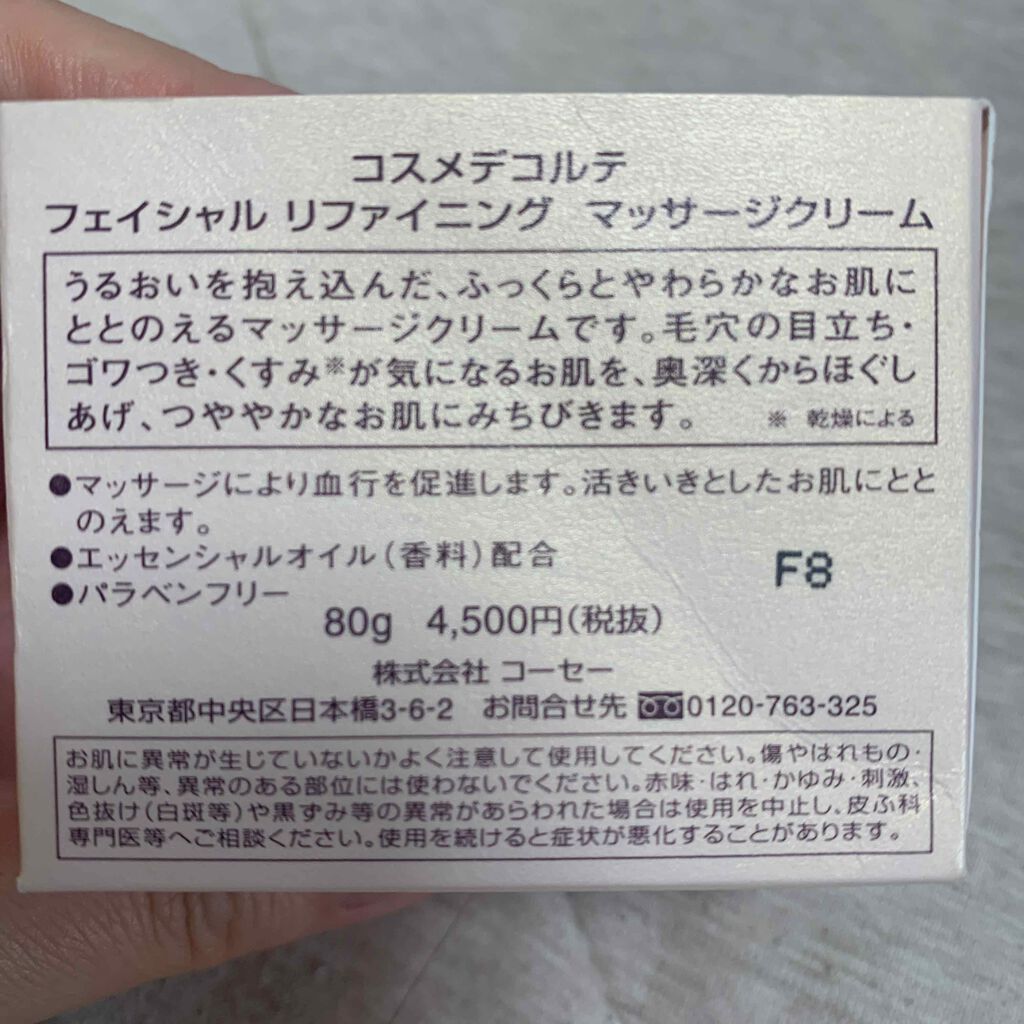 コスメデコルテ
フェイシャル リファイニング マッサージクリーム
うるおいを抱え込んだ、ふっくらとやわらかなお肌に
ととのえるマッサージクリームです。毛穴の目立ち・
ゴワつき・くすみ※が気になるお肌を、奥深くからほぐし
あげ、つややかなお肌にみちびきます。 ※ 乾燥による
●マッサージにより血行を促進します。活きいきとしたお肌にとと
のえます。
●エッセンシャルオイル(香料)配合
F8
●パラベンフリー
80g 4,500円(税抜)
株式会社 コーセー
東京都中央区日本橋3-6-2 お問合せ先 0120-763-325
お肌に異常が生じていないかよく注意して使用してください。傷やはれもの・
湿しん等、異常のある部位には使わないでください。赤味・はれ・かゆみ・刺激、
色抜け(白斑等)や黒ずみ等の異常があらわれた場合は使用を中止し、皮ふ科
専門医等へご相談ください。使用を続けると症状が悪化することがあります。